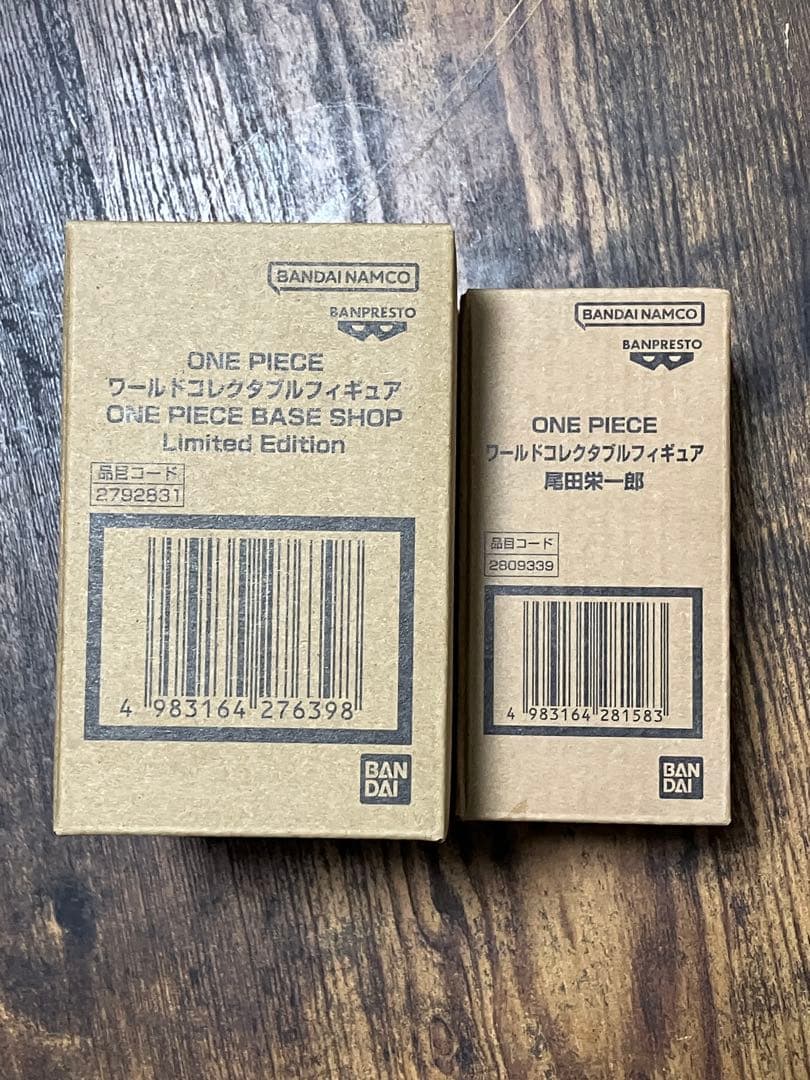 BANDAI NAMCO
BANPRESTO
ONE PIECE
ワールドコレクタブルフィギュア
ONE PIECE BASE SHOP
Limited Edition
品目コード
2792831
4 983164 276398
BAN
DAI
BANDAI NAMCO
BANPRESTO
ONE PIECE
ワールドコレクタブルフィギュア
尾田栄一郎
品目コード
2809339
4 983164 281583
BAN
DAI